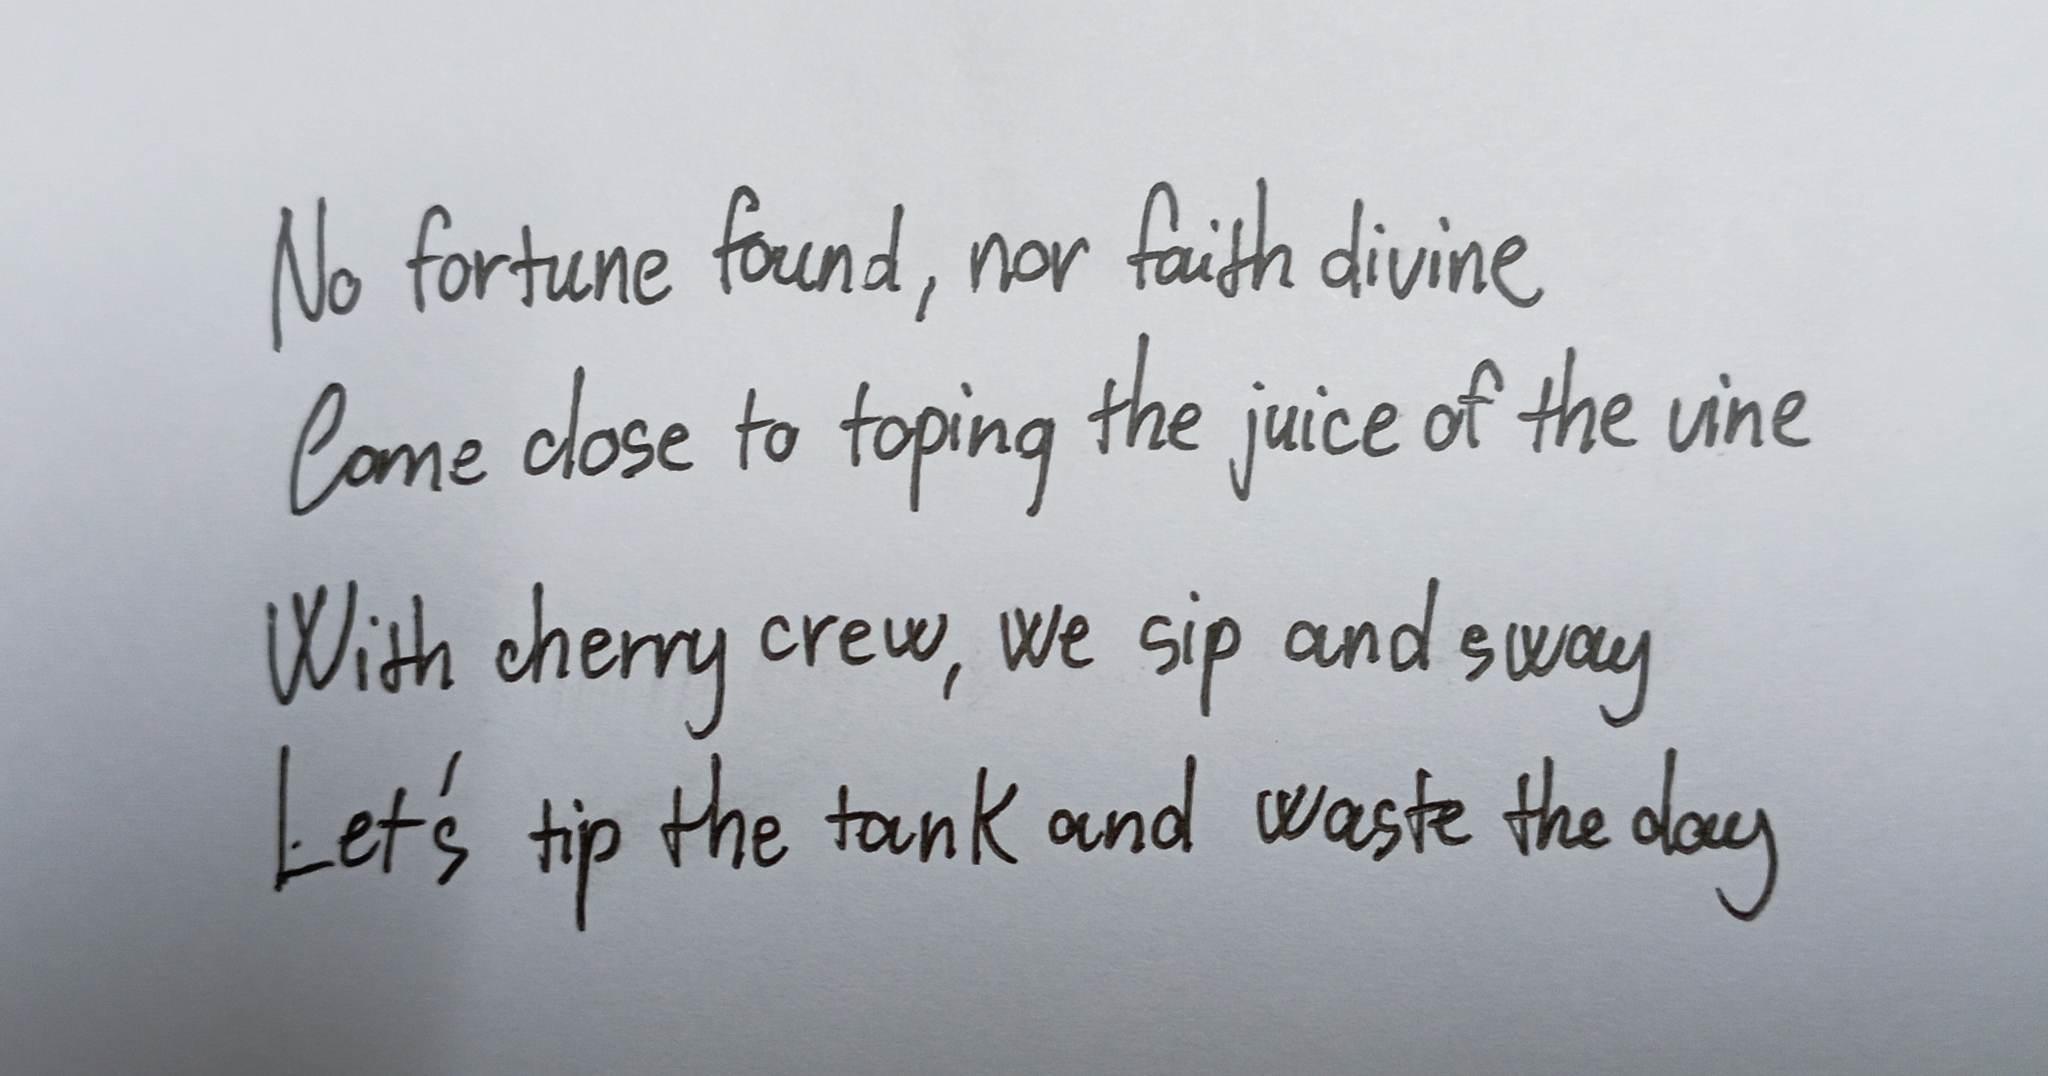 No fortune found, nor faith divine
Come close to toping the juice of the vine
With cherry crew, we sip and sway
Let's tip the tank and waste the day